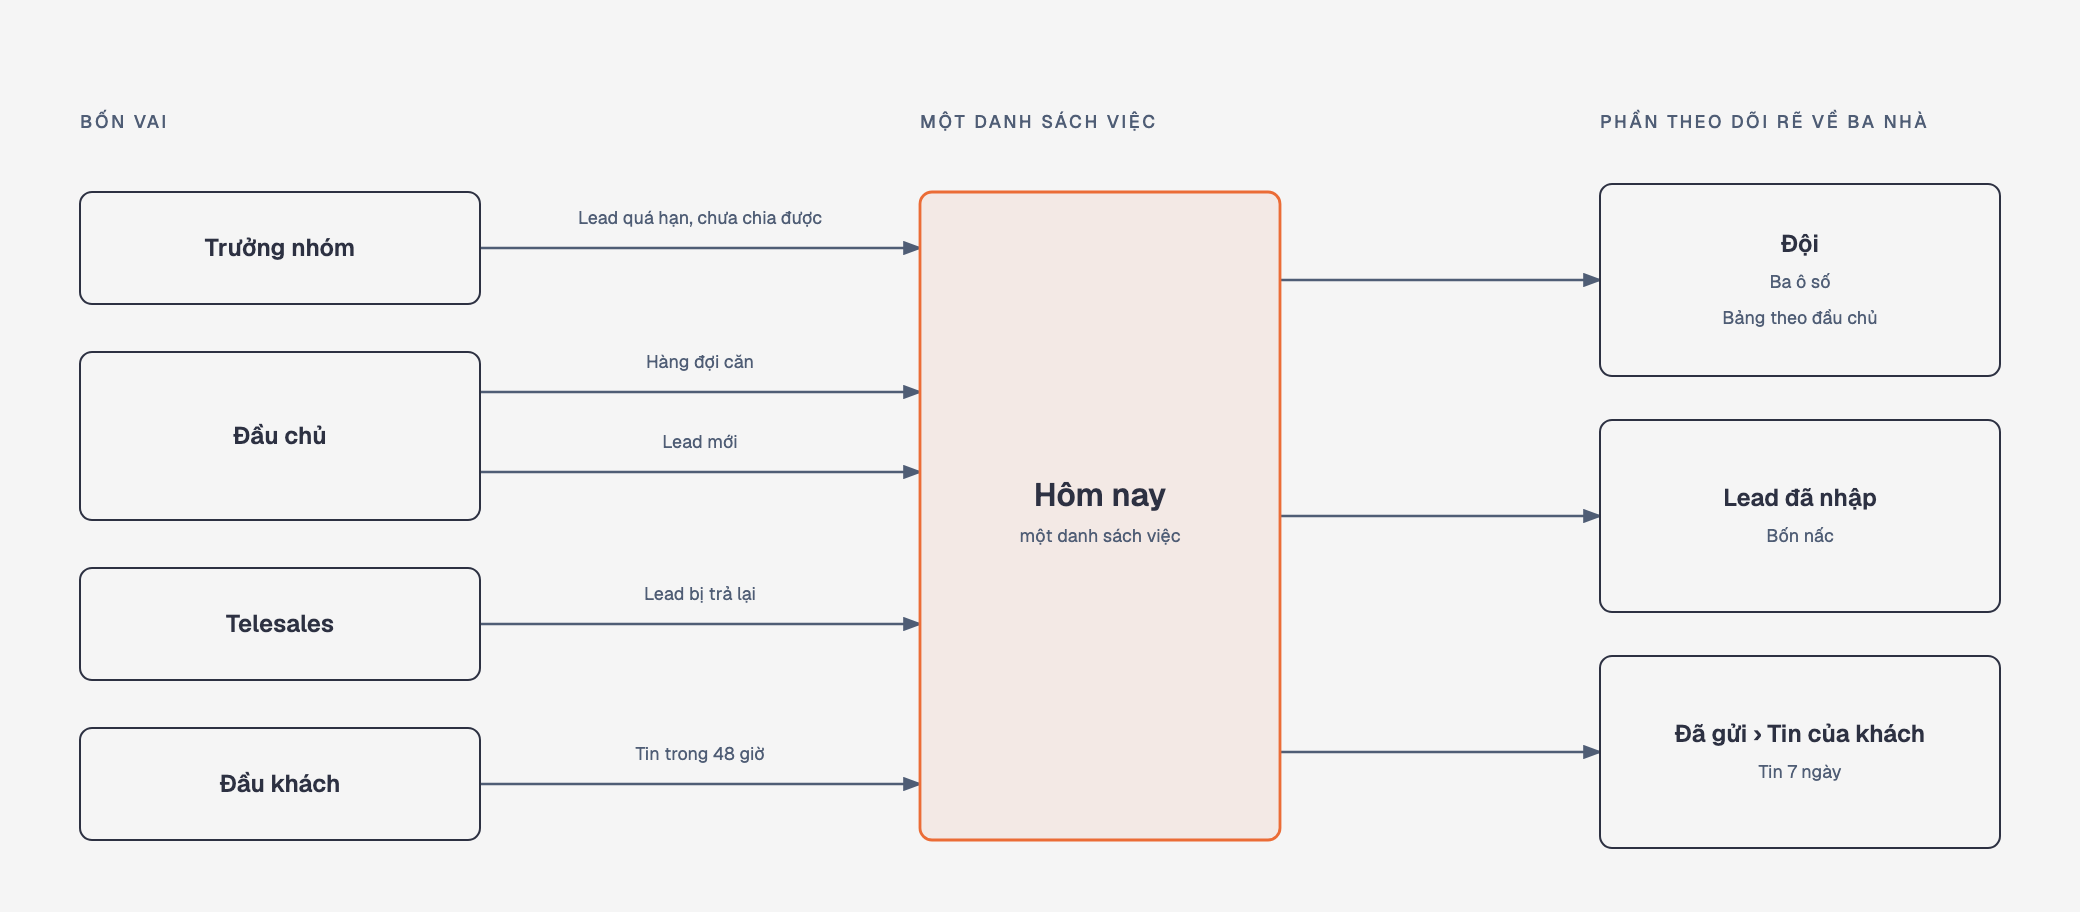 BỐN VAI
MỘT DANH SÁCH VIỆC
PHẦN THEO DÕI RẼ VỀ BA NHÀ
Trưởng nhóm
Lead quá hạn, chưa chia được
Đầu chủ
Hàng đợi căn
Lead mới
Telesales
Lead bị trả lại
Đầu khách
Tin trong 48 giờ
Hôm nay
một danh sách việc
Đội
Ba ô số
Bảng theo đầu chủ
Lead đã nhập
Bốn nấc
Đã gửi › Tin của khách
Tin 7 ngày